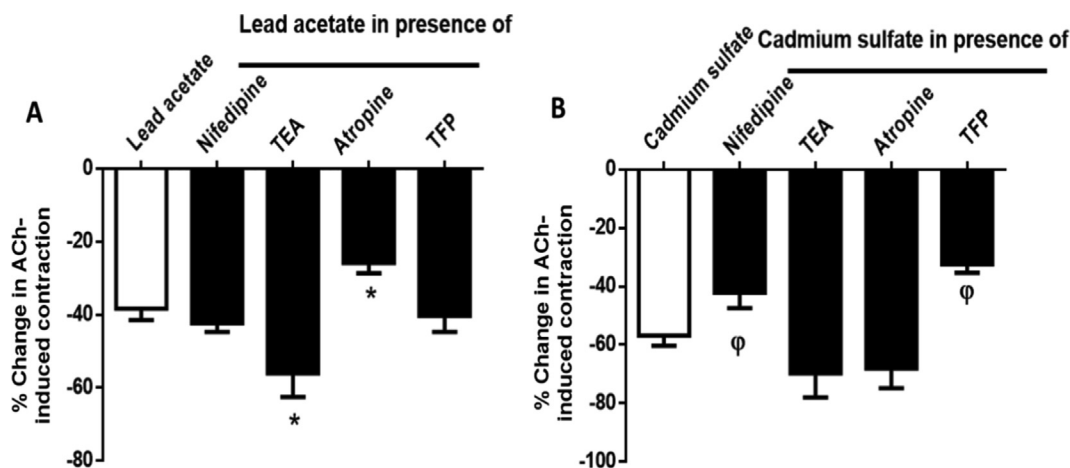 Lead acetate in presence of
A
Lead acetate
Nifedipine
TEA
Atropine
TFP
% Change in ACh-
induced contraction
0
-20
-40
-60
-80
*
*
Cadmium sulfate in presence of
B
Cadmium sulfate
Nifedipine
TEA
Atropine
TFP
% Change in ACh-
induced contraction
0
-20
-40
-60
-80
-100
φ
φ